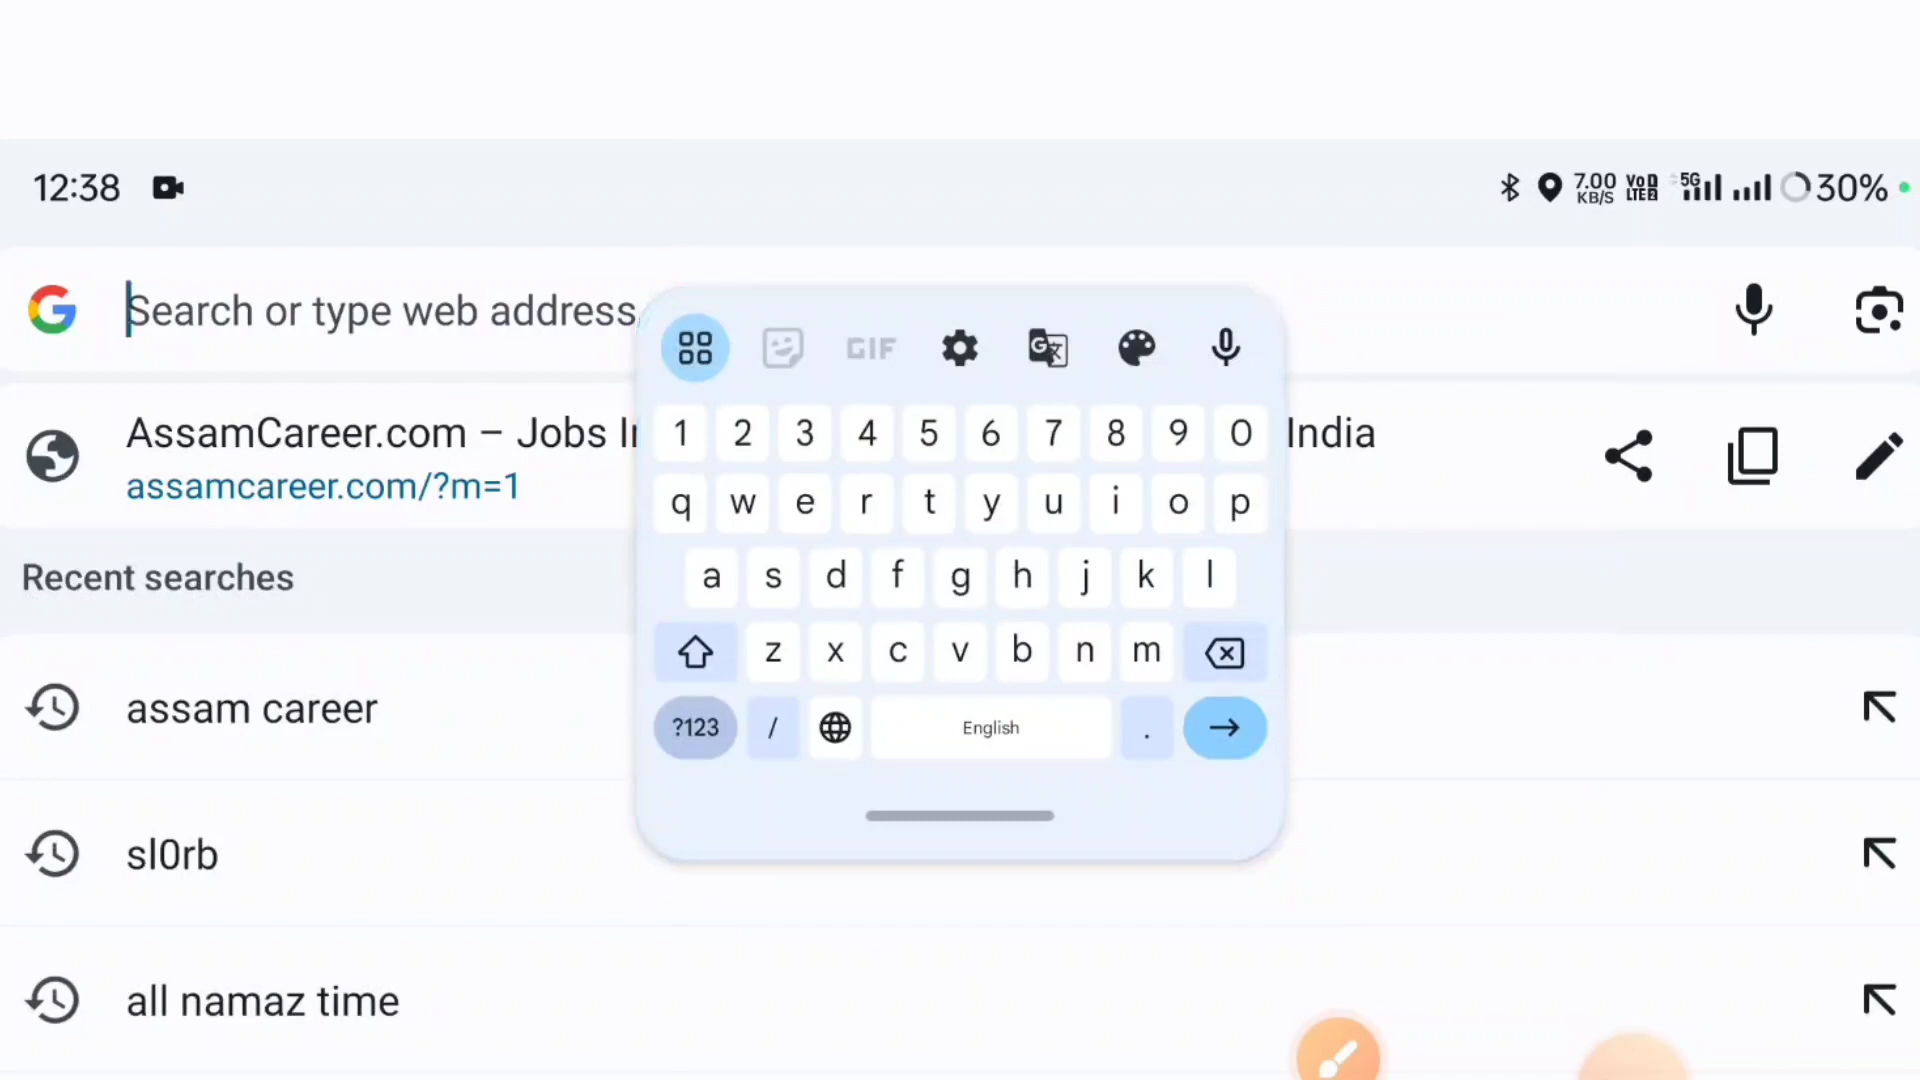 12:38
7.00 KB/S VoD LTE2 5G 30%
Search or type web address
AssamCareer.com – Jobs India
assamcareer.com/?m=1
GIF
1 2 3 4 5 6 7 8 9 0
q w e r t y u i o p
a s d f g h j k l
z x c v b n m
?123 / English .
Recent searches
assam career
sl0rb
all namaz time